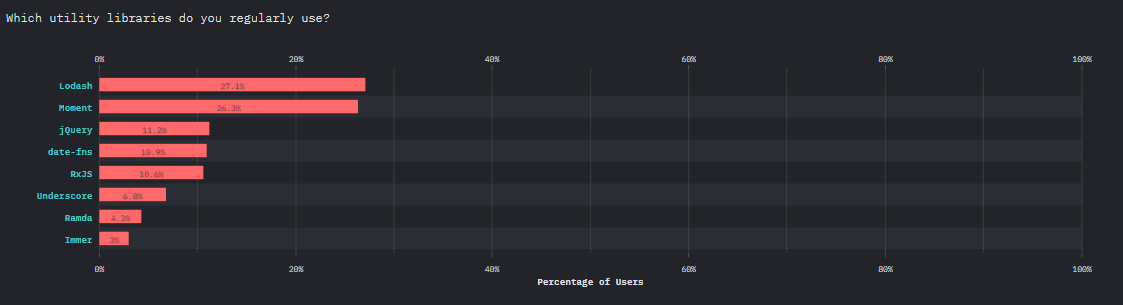 Which utility libraries do you regularly use?
0% 20% 40% 60% 80% 100%
Lodash 27.1%
Moment 26.3%
jQuery 11.2%
date-fns 10.9%
RxJS 10.6%
Underscore 6.8%
Ramda 4.3%
Immer 3%
0% 20% 40% 60% 80% 100%
Percentage of Users